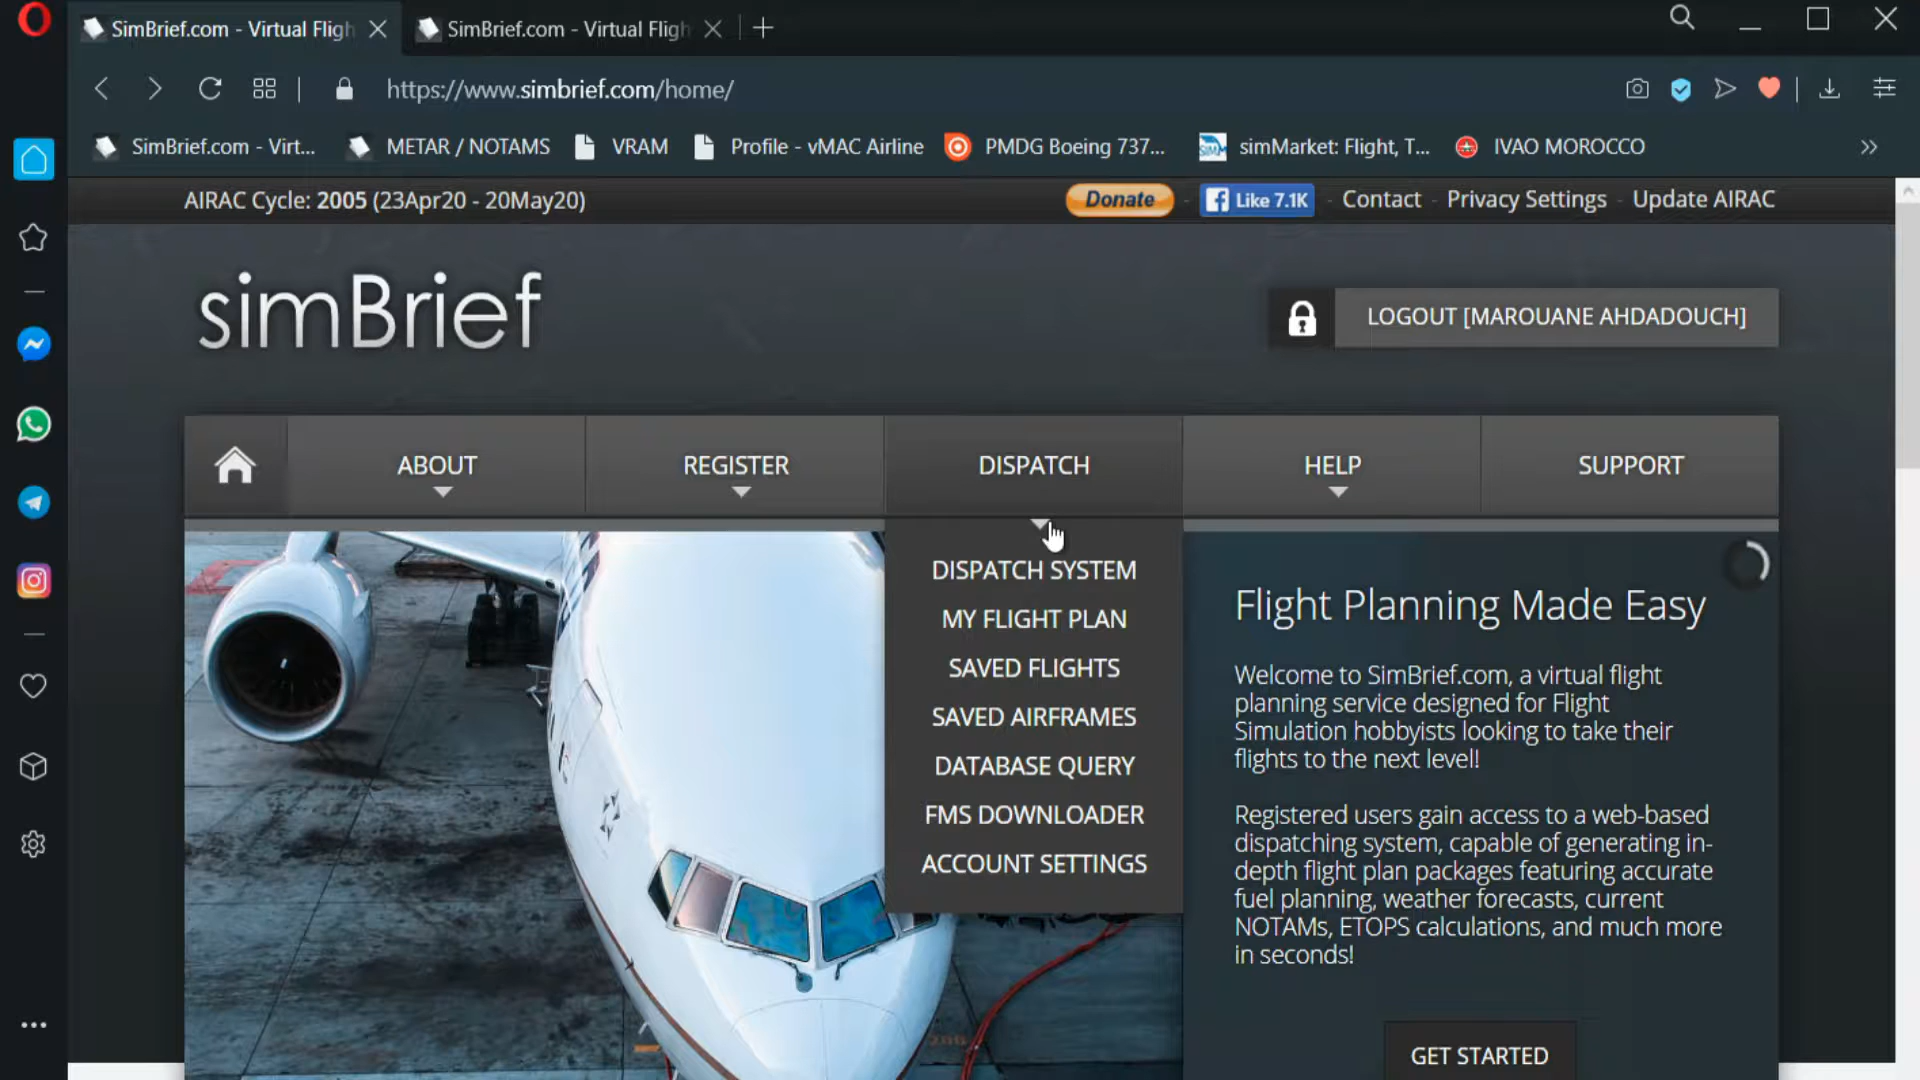 SimBrief.com - Virtual Fligh
SimBrief.com - Virtual Fligh
https://www.simbrief.com/home/
SimBrief.com - Virt...
METAR / NOTAMS
VRAM
Profile - vMAC Airline
PMDG Boeing 737...
simMarket: Flight, T...
IVAO MOROCCO
AIRAC Cycle: 2005 (23Apr20 - 20May20)
Donate
Like 7.1K
Contact
Privacy Settings
Update AIRAC
simBrief
LOGOUT [MAROUANE AHDADOUCH]
ABOUT
REGISTER
DISPATCH
HELP
SUPPORT
DISPATCH SYSTEM
MY FLIGHT PLAN
SAVED FLIGHTS
SAVED AIRFRAMES
DATABASE QUERY
FMS DOWNLOADER
ACCOUNT SETTINGS
Flight Planning Made Easy
Welcome to SimBrief.com, a virtual flight
planning service designed for Flight
Simulation hobbyists looking to take their
flights to the next level!
Registered users gain access to a web-based
dispatching system, capable of generating in-
depth flight plan packages featuring accurate
fuel planning, weather forecasts, current
NOTAMs, ETOPS calculations, and much more
in seconds!
GET STARTED